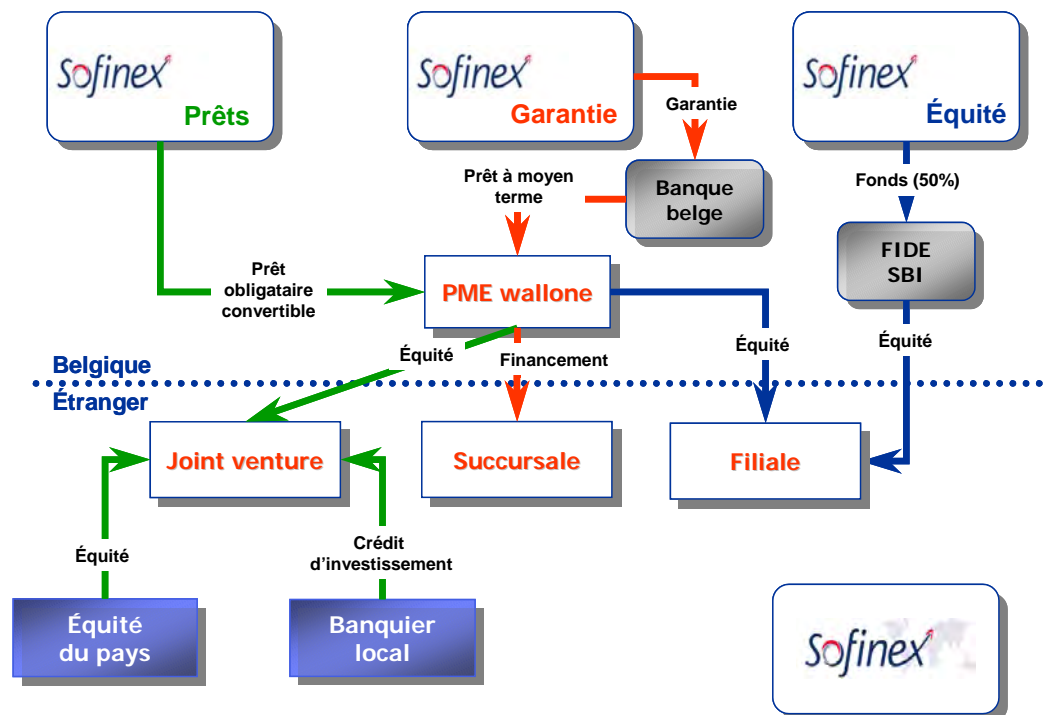 Sofinex
Prêts
Sofinex
Garantie
Garantie
Sofinex
Équité
Prêt à moyen
terme
Banque
belge
Fonds (50%)
FIDE
SBI
Prêt
obligataire
convertible
PME wallone
Équité
Financement
Équité
Équité
Belgique
Étranger
Joint venture
Succursale
Filiale
Équité
Crédit
d'investissement
Équité
du pays
Banquier
local
Sofinex